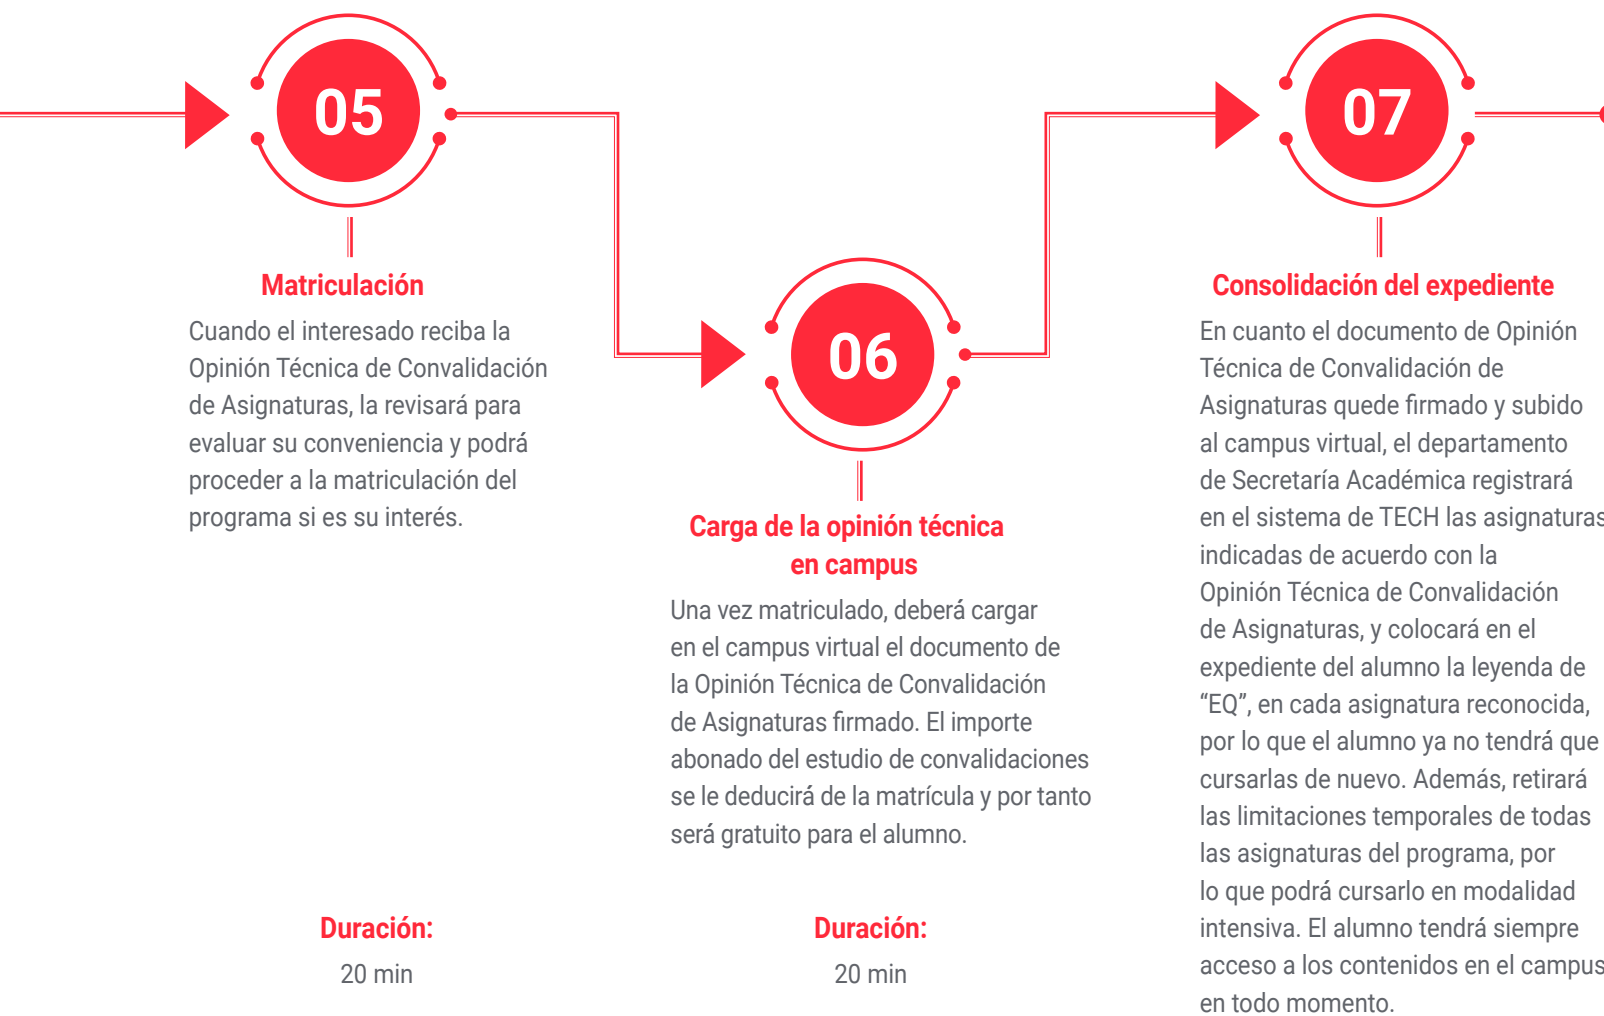 05
Matriculación
Cuando el interesado reciba la
Opinión Técnica de Convalidación
de Asignaturas, la revisará para
evaluar su conveniencia y podrá
proceder a la matriculación del
programa si es su interés.
Duración:
20 min
06
Carga de la opinión técnica
en campus
Una vez matriculado, deberá cargar
en el campus virtual el documento de
la Opinión Técnica de Convalidación
de Asignaturas firmado. El importe
abonado del estudio de convalidaciones
se le deducirá de la matrícula y por tanto
será gratuito para el alumno.
Duración:
20 min
07
Consolidación del expediente
En cuanto el documento de Opinión
Técnica de Convalidación de
Asignaturas quede firmado y subido
al campus virtual, el departamento
de Secretaría Académica registrará
en el sistema de TECH las asignaturas
indicadas de acuerdo con la
Opinión Técnica de Convalidación
de Asignaturas, y colocará en el
expediente del alumno la leyenda de
“EQ”, en cada asignatura reconocida,
por lo que el alumno ya no tendrá que
cursarlas de nuevo. Además, retirará
las limitaciones temporales de todas
las asignaturas del programa, por
lo que podrá cursarlo en modalidad
intensiva. El alumno tendrá siempre
acceso a los contenidos en el campus
en todo momento.